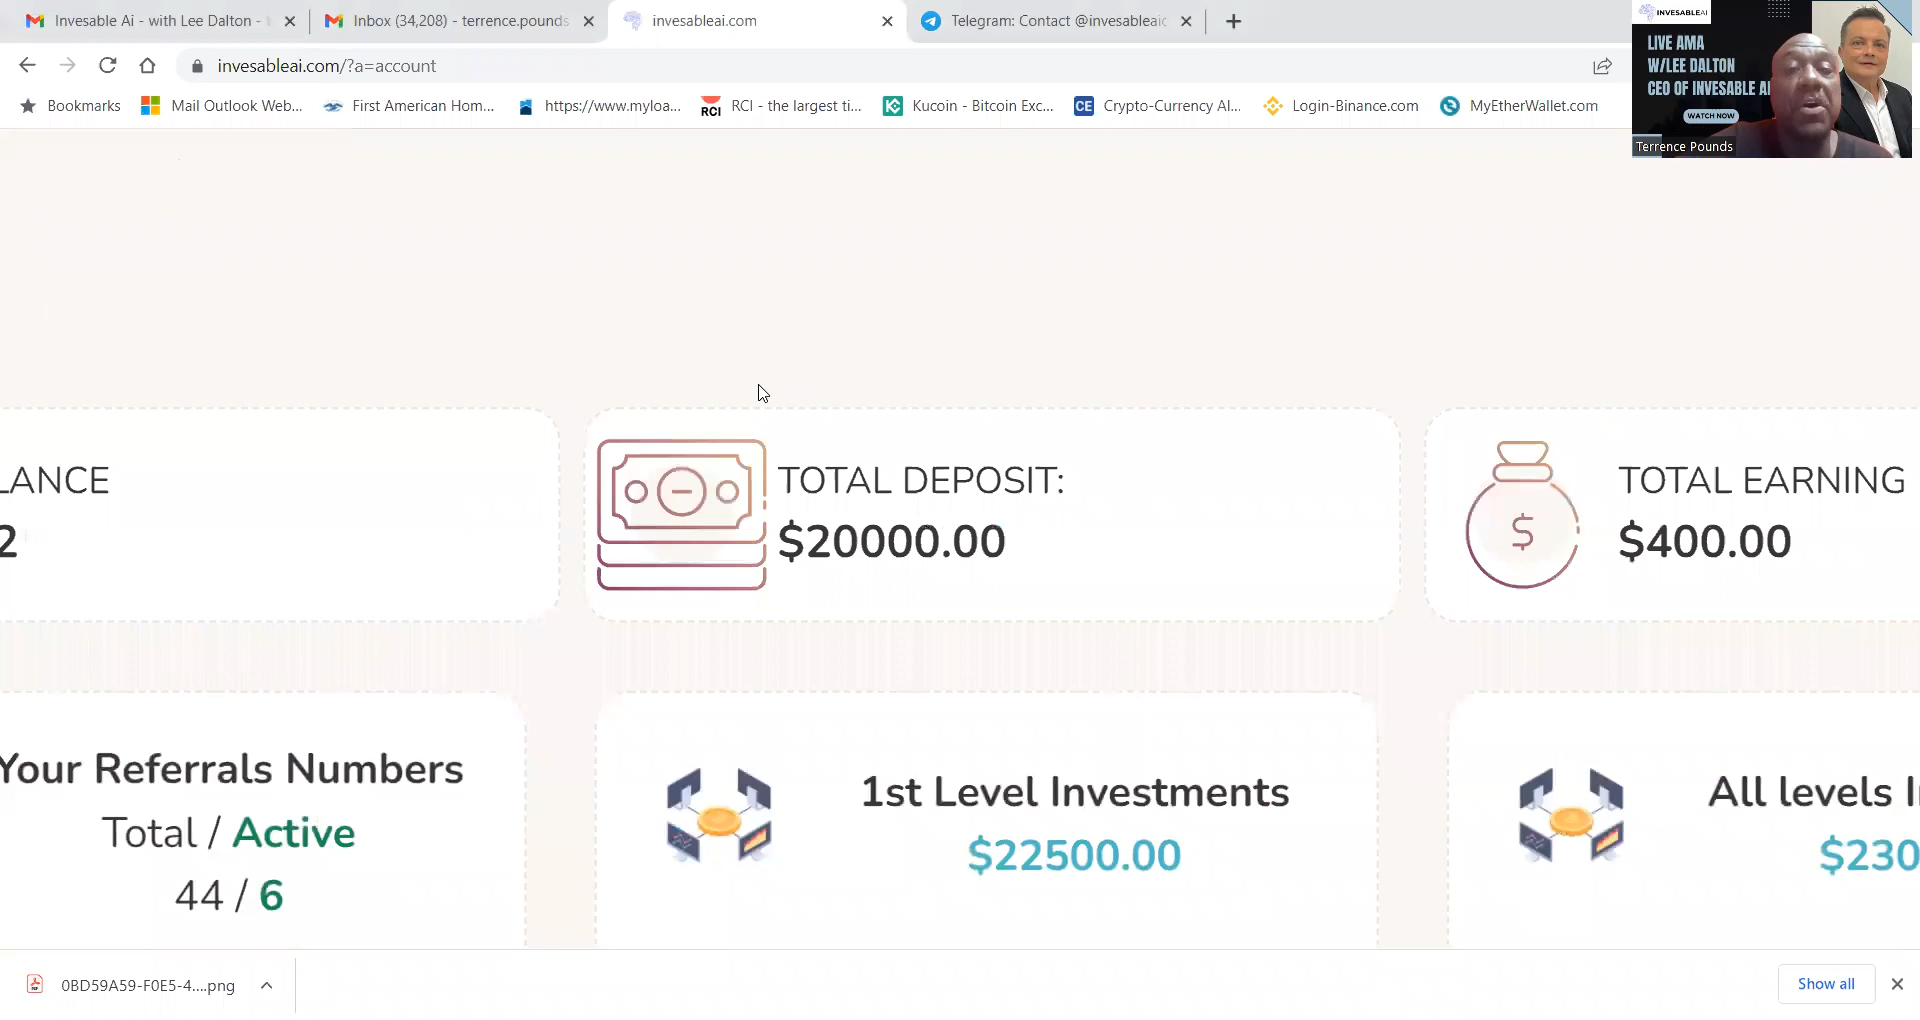 Invesable Ai - with Lee Dalton -
Inbox (34,208) - terrence.pounds
invesableai.com
Telegram: Contact @invesableaic
invesableai.com/?a=account
Bookmarks
Mail Outlook Web...
First American Hom...
https://www.myloa...
RCI
RCI - the largest ti...
Kucoin - Bitcoin Exc...
CE
Crypto-Currency Al...
Login-Binance.com
MyEtherWallet.com
INVESABLEAI
LIVE AMA
W/LEE DALTON
CEO OF INVESABLE AI
WATCH NOW
Terrence Pounds
LANCE
2
TOTAL DEPOSIT:
$20000.00
$
TOTAL EARNING
$400.00
Your Referrals Numbers
Total / Active
44 / 6
1st Level Investments
$22500.00
All levels I
$230
0BD59A59-F0E5-4....png
Show all